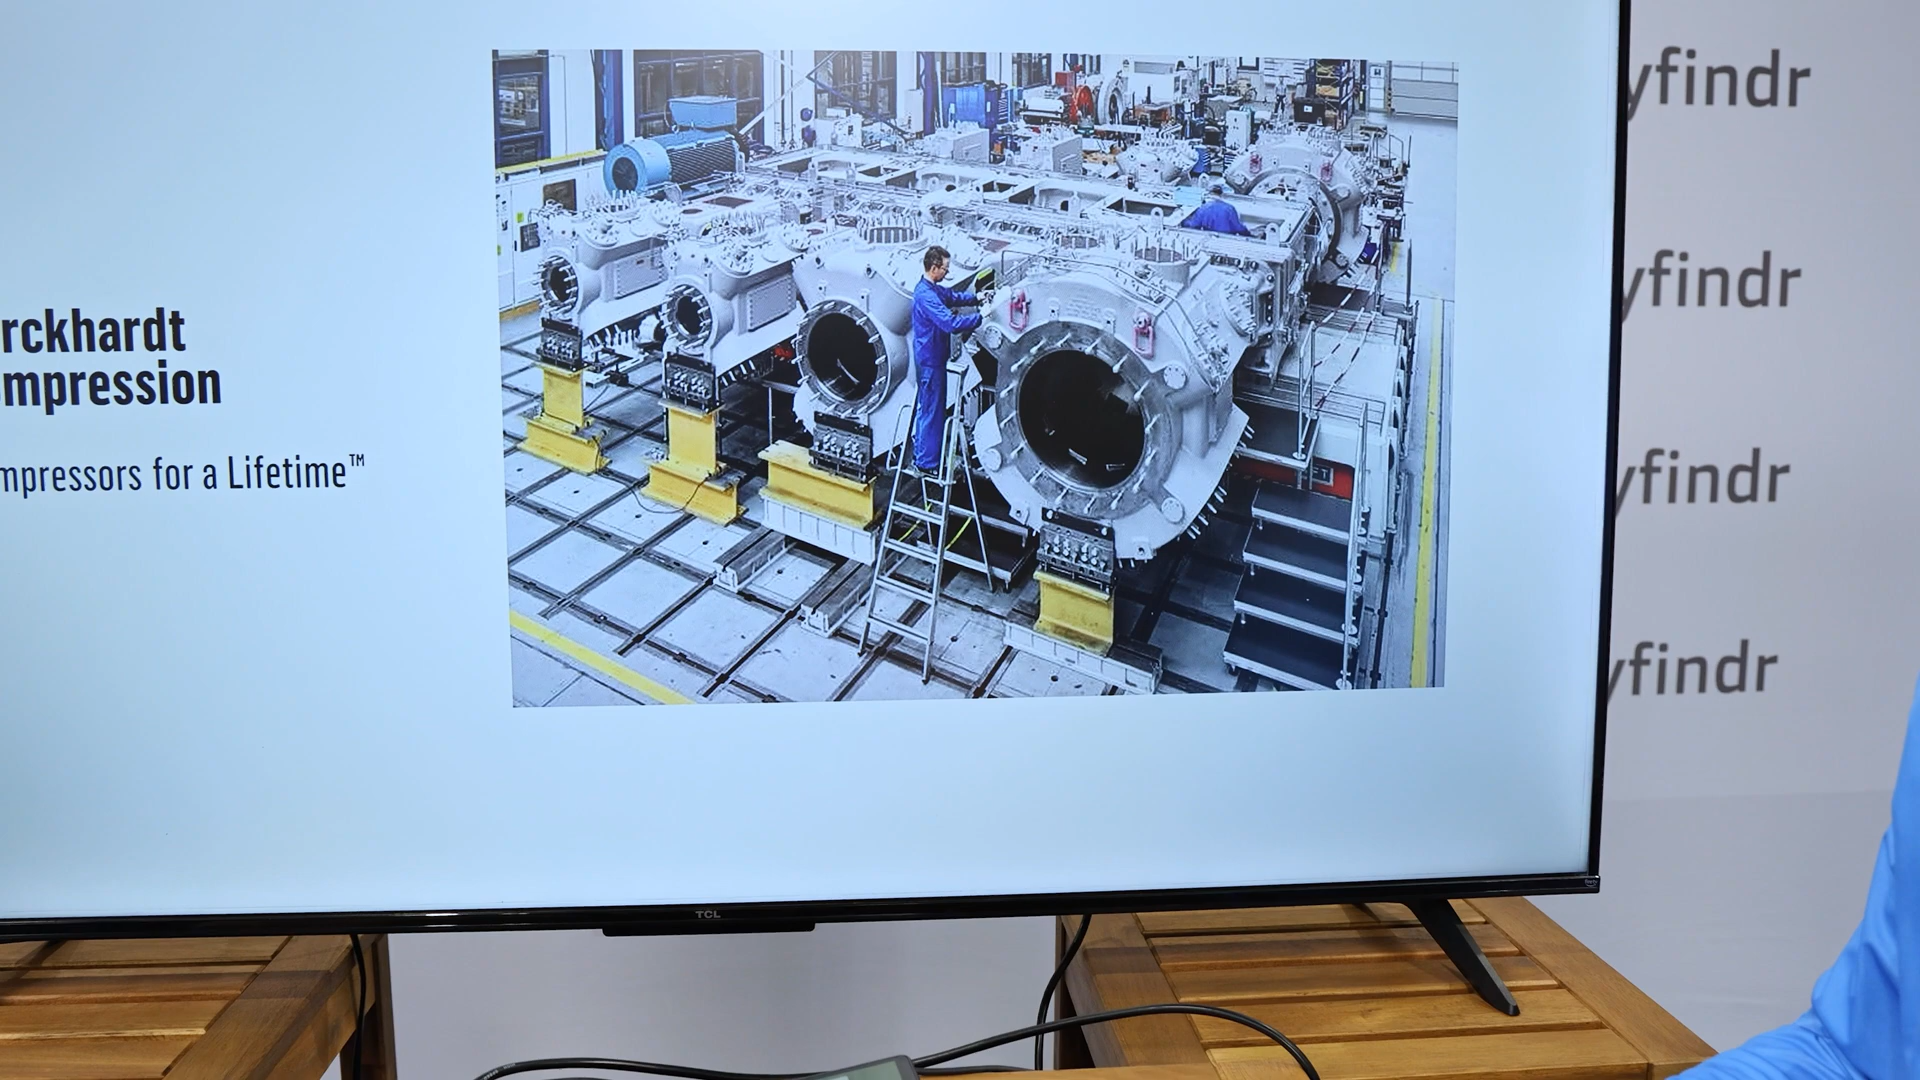 rckhardt
mpression
mpressors for a Lifetime™
TCL
yfindr
yfindr
yfindr
yfindr